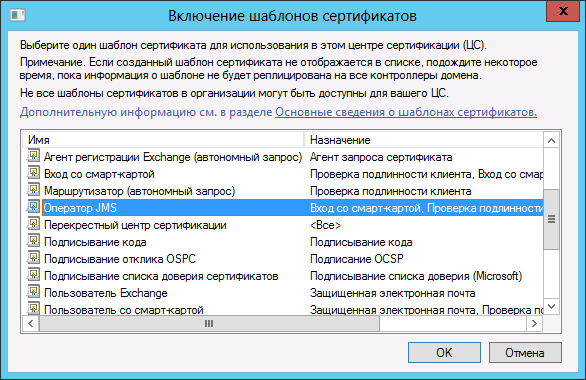 Включение шаблонов сертификатов
Выберите один шаблон сертификата для использования в этом центре сертификации (ЦС).
Примечание. Если созданный шаблон сертификата не отображается в списке, подождите некоторое
время, пока информация о шаблоне не будет реплицирована на все контроллеры домена.
Не все шаблоны сертификатов в организации могут быть доступны для вашего ЦС.
Дополнительную информацию см. в разделе Основные сведения о шаблонах сертификатов.
Имя Назначение
Агент регистрации Exchange (автономный запрос) Агент запроса сертификата
Вход со смарт-картой Проверка подлинности клиента, Вход со смар
Маршрутизатор (автономный запрос) Проверка подлинности клиента
Оператор JMS Вход со смарт-картой, Проверка подлинности
Перекрестный центр сертификации <Все>
Подписывание кода Подписывание кода
Подписывание отклика OSPC Подписание OCSP
Подписывание списка доверия сертификатов Подписывание списка доверия (Microsoft)
Пользователь Exchange Защищенная электронная почта
Пользователь со смарт-картой Защищенная электронная почта, Проверка по
OK Отмена